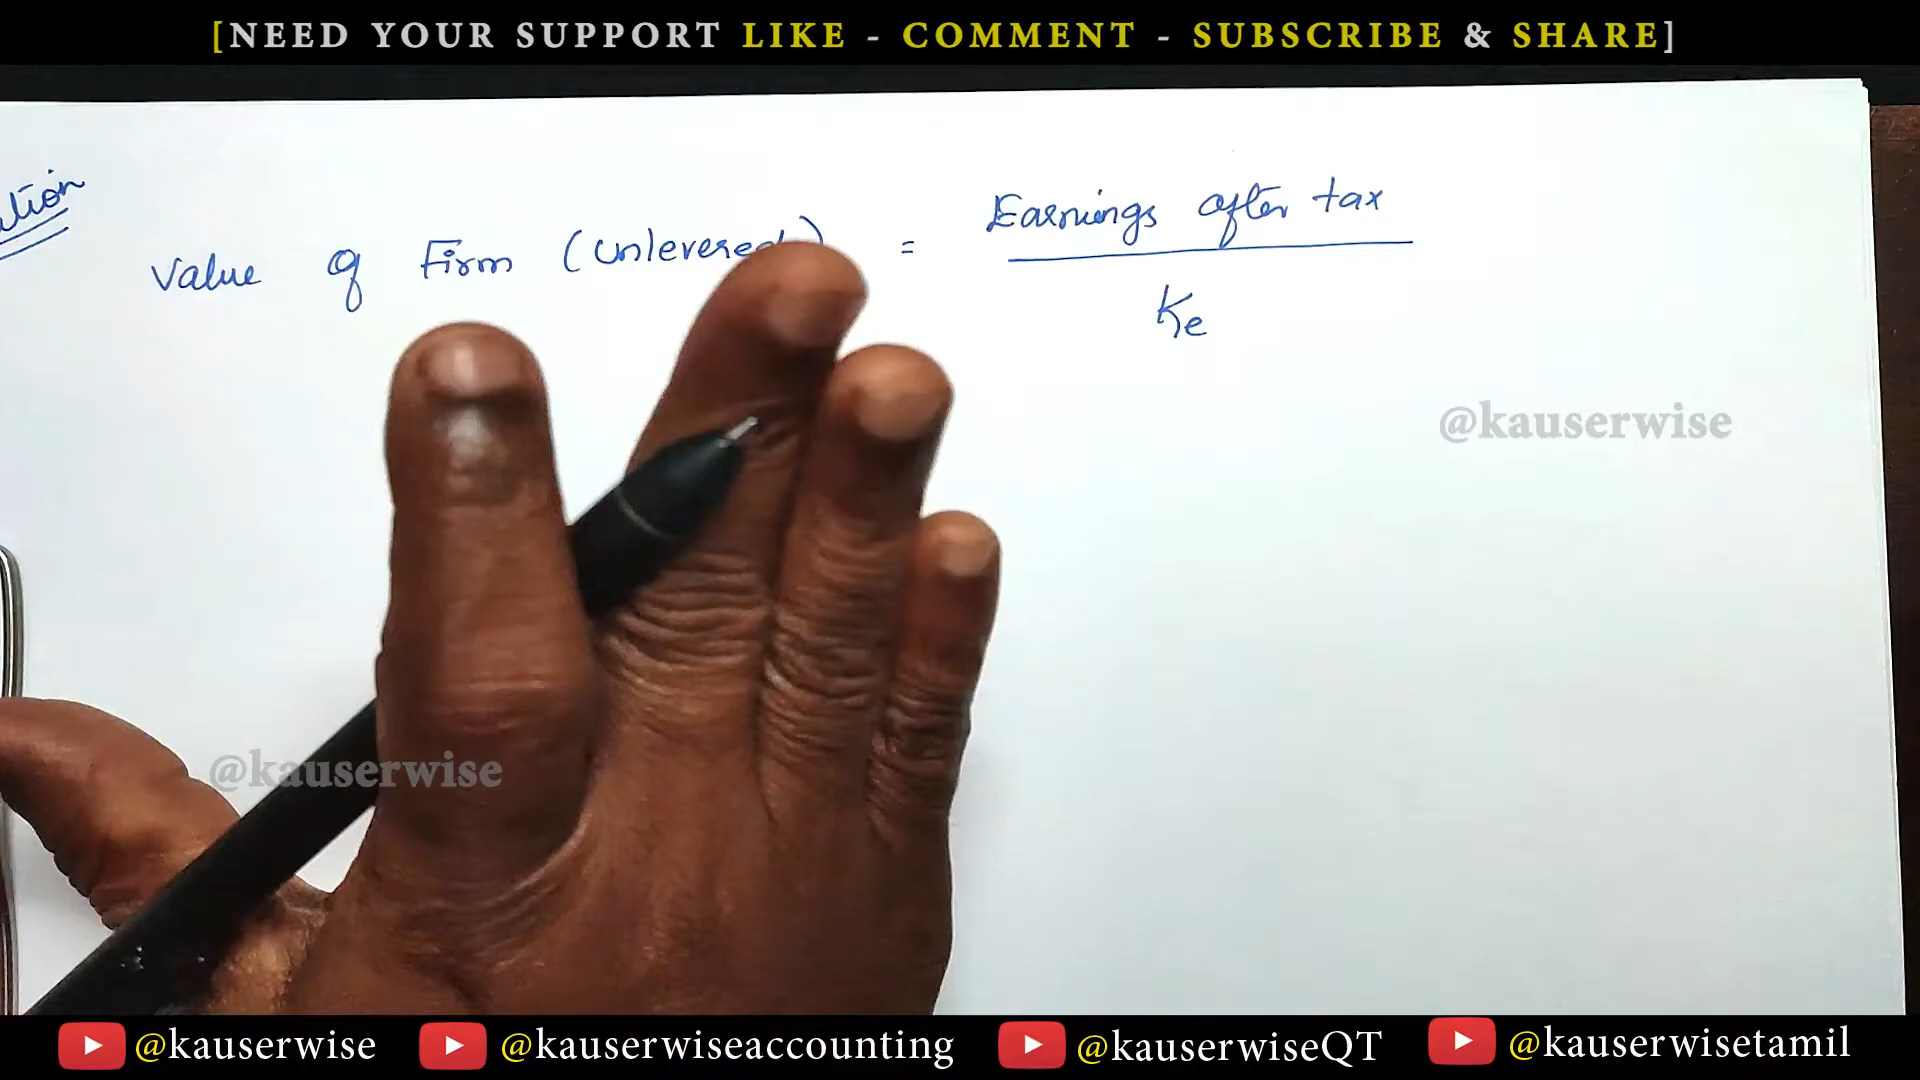 [NEED YOUR SUPPORT LIKE - COMMENT - SUBSCRIBE & SHARE]
Value of Firm (unlevered) = Earnings after tax
Ke
@kauserwise
@kauserwise
@kauserwise @kauserwiseaccounting @kauserwiseQT @kauserwisetamil